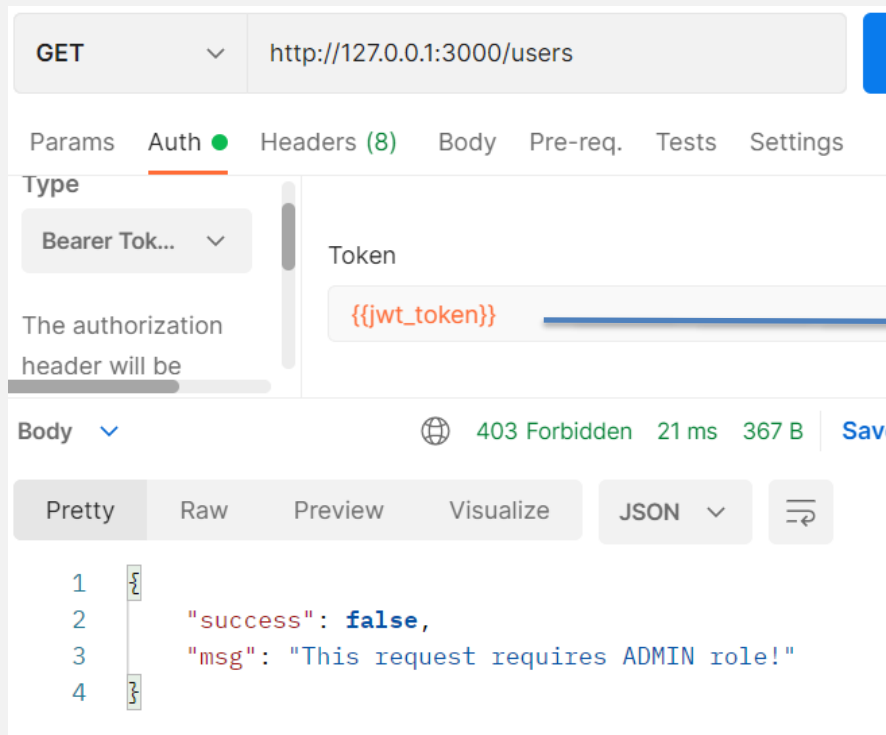 GET http://127.0.0.1:3000/users
Params Auth Headers (8) Body Pre-req. Tests Settings
Type
Bearer Tok...
The authorization
header will be
Token
{{jwt_token}}
Body 403 Forbidden 21 ms 367 B
Pretty Raw Preview Visualize JSON
1 {
2 "success": false,
3 "msg": "This request requires ADMIN role!"
4 }